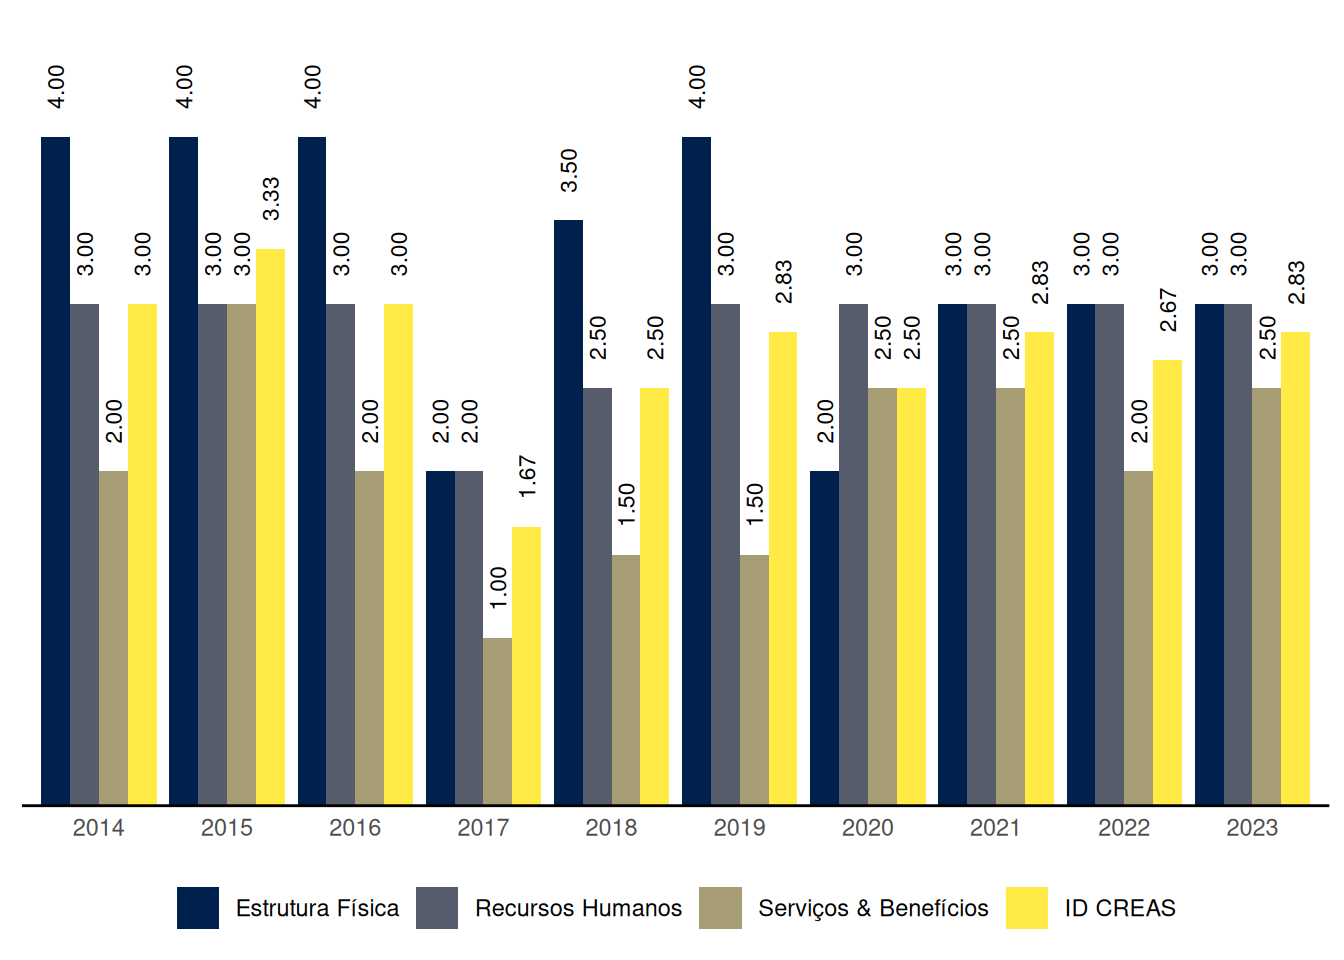 4.00 3.00 2.00 3.00 4.00 3.00 3.00 3.33 4.00 3.00 2.00 3.00 2.00 2.00 1.00 1.67 3.50 2.50 1.50 2.50 4.00 3.00 1.50 2.83 2.00 3.00 2.50 2.50 3.00 3.00 2.50 2.83 3.00 3.00 2.00 2.67 3.00 3.00 2.50 2.83
2014 2015 2016 2017 2018 2019 2020 2021 2022 2023
Estrutura Física Recursos Humanos Serviços & Benefícios ID CREAS